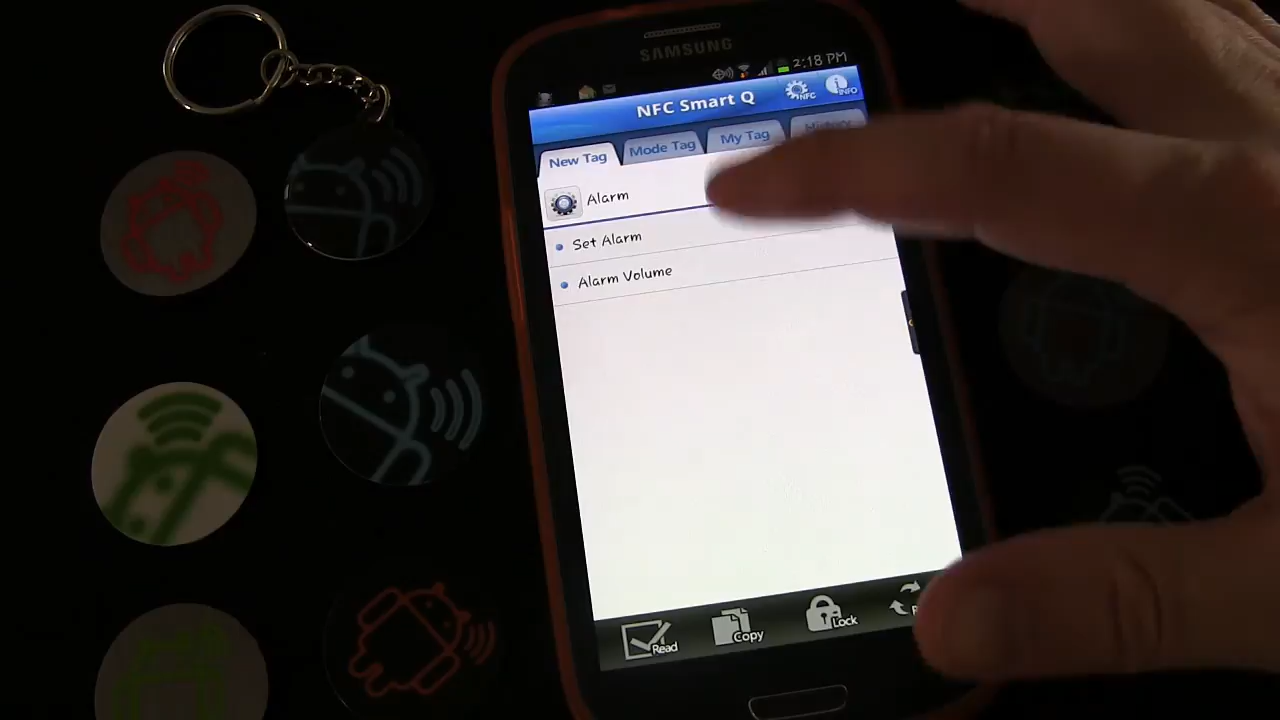 SAMSUNG
2:18 PM
NFC Smart Q
NFC
INFO
New Tag
Mode Tag
My Tag
History
Alarm
Set Alarm
Alarm Volume
Read
Copy
Lock